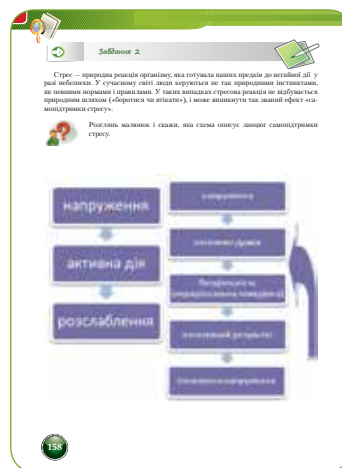 Завдання 2
Стрес — природна реакція організму, яка готувала наших предків до негайної дії у
разі небезпеки. У сучасному світі люди керуються не так природними інстинктами,
як певними нормами і правилами. У таких випадках стресова реакція не відбувається
природним шляхом («боротися чи втікати»), і може виникнути так званий ефект «са-
мопідтримки стресу».
Розглянь малюнок і скажи, яка схема описує ланцюг самопідтримки
стресу.
напруження
активна дія
розслаблення
напруження
результат
158